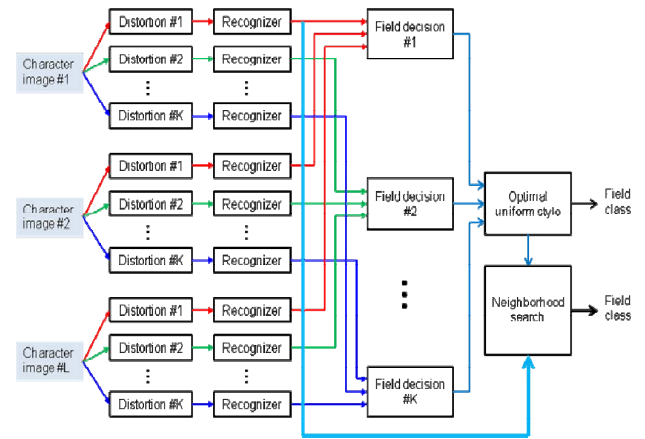 Distortion #1
Recognizer
Field decision
#1
Character
image #1
Distortion #2
Recognizer
Distortion #K
Recognizer
Distortion #1
Recognizer
Character
image #2
Distortion #2
Recognizer
Field decision
#2
Optimal
uniform style
Field
class
Distortion #K
Recognizer
Distortion #1
Recognizer
Neighborhood
search
Field
class
Character
image #L
Distortion #2
Recognizer
Field decision
#K
Distortion #K
Recognizer